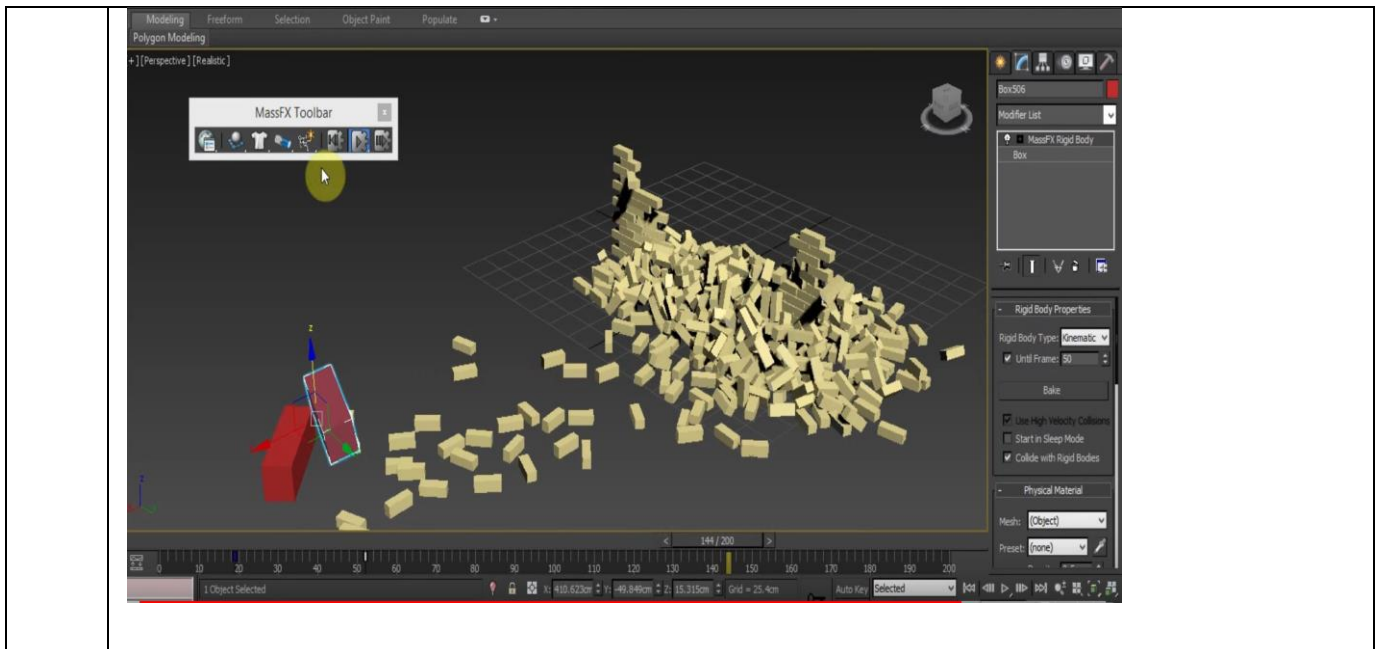 Modeling Freeform Selection Object Paint Populate
Polygon Modeling
+ ] [Perspective ] [Realistic ]
MassFX Toolbar
x
Box506
Modifier List
MassFX Rigid Body
Box
z
- Rigid Body Properties
Rigid Body Type: Kinematic
Until Frame: 50
Bake
Use High Velocity Collisions
Start in Sleep Mode
Collide with Rigid Bodies
- Physical Material
Mesh: (Object)
Preset: (none)
z
< 144 / 200 >
0 10 20 30 40 50 60 70 80 90 100 110 120 130 140 150 160 170 180 190 200
1 Object Selected X: 410.623cm Y: -49.849cm Z: 15.315cm Grid = 25.4cm Auto Key Selected